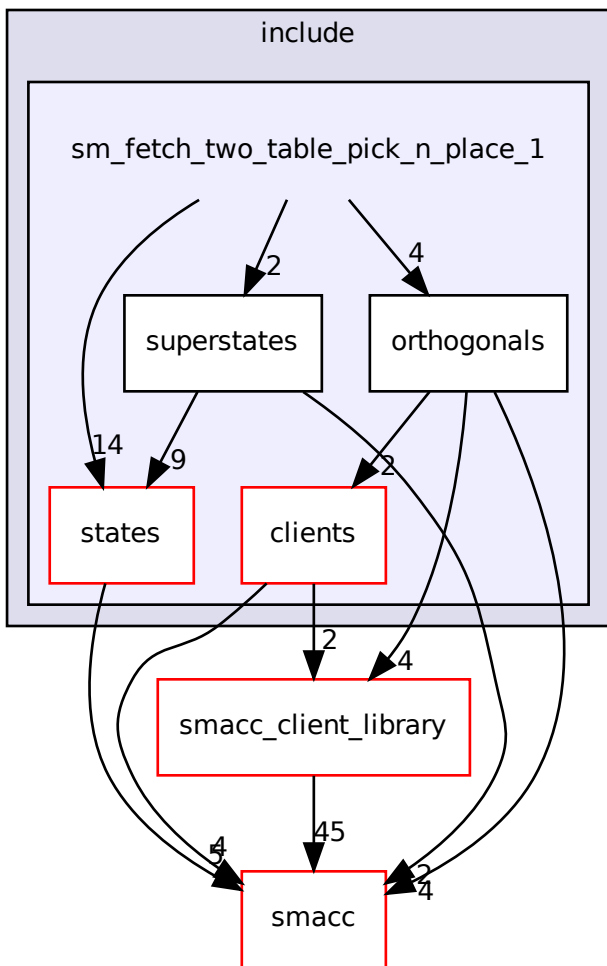 include
sm_fetch_two_table_pick_n_place_1
2
4
superstates
orthogonals
14
9
2
states
clients
2
4
smacc_client_library
4
5
45
2
4
smacc